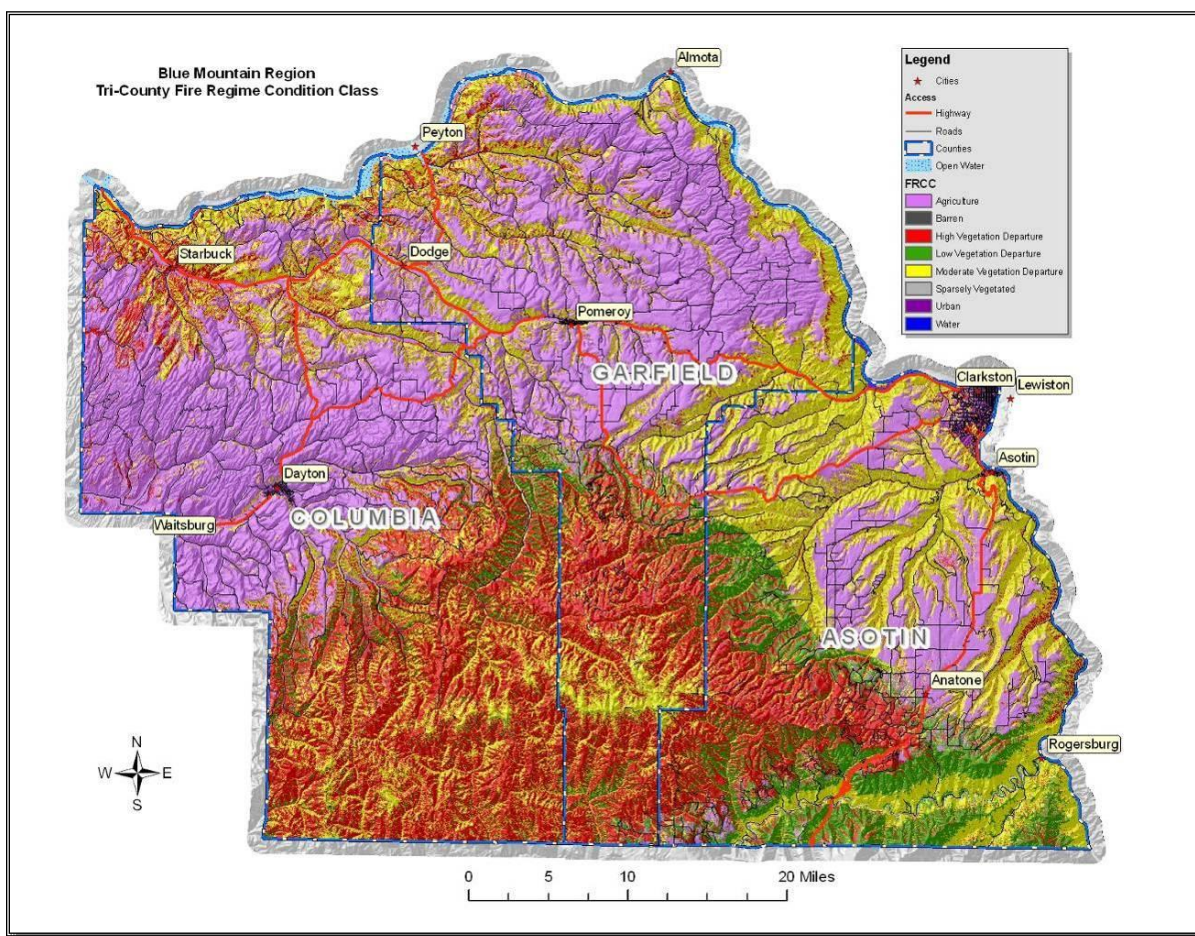 Blue Mountain Region
Tri-County Fire Regime Condition Class
Almota
Peyton
Starbuck
Dodge
Pomeroy
GARFIELD
Clarkston
Lewiston
Asotin
Dayton
Waitsburg
COLUMBIA
ASOTIN
Anatone
Rogersburg
Legend
Cities
Access
Highway
Roads
Counties
Open Water
FRCC
Agriculture
Barren
High Vegetation Departure
Low Vegetation Departure
Moderate Vegetation Departure
Sparsely Vegetated
Urban
Water
N
W E
S
0 5 10 20 Miles